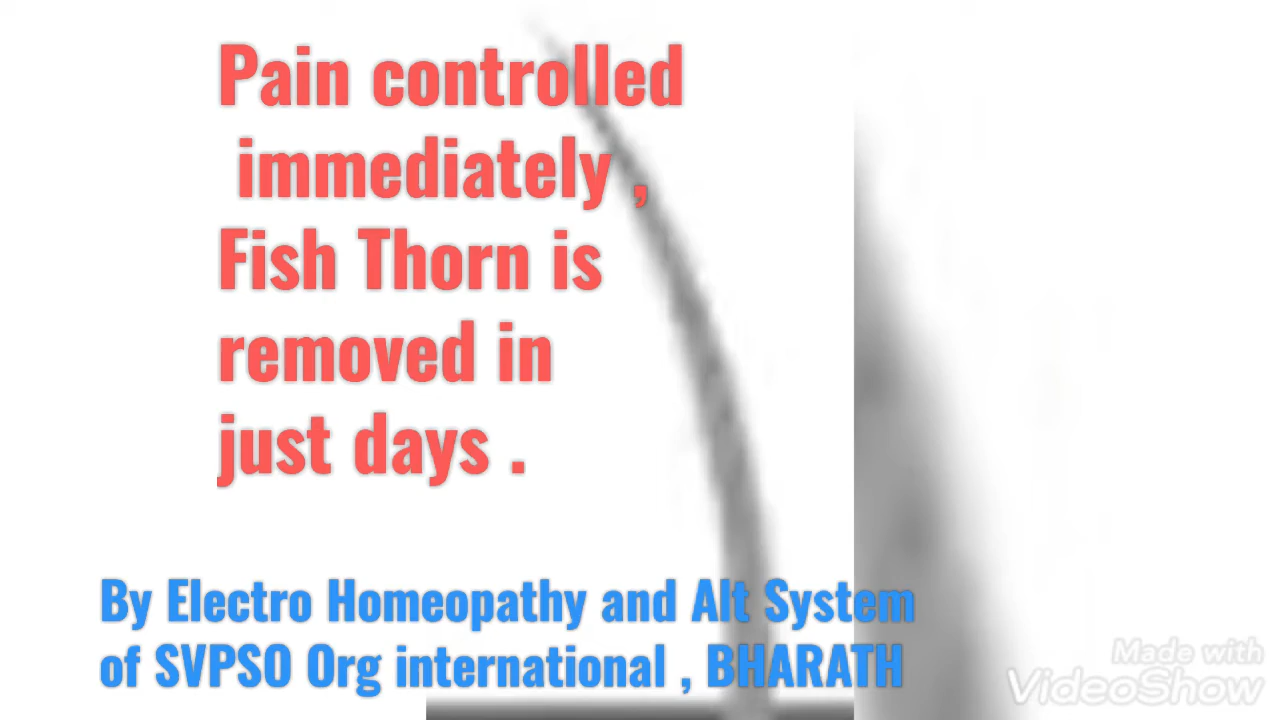 Pain controlled
immediately ,
Fish Thorn is
removed in
just days .
By Electro Homeopathy and Alt System
of SVPSO Org international , BHARATH
Made with
VideoShow